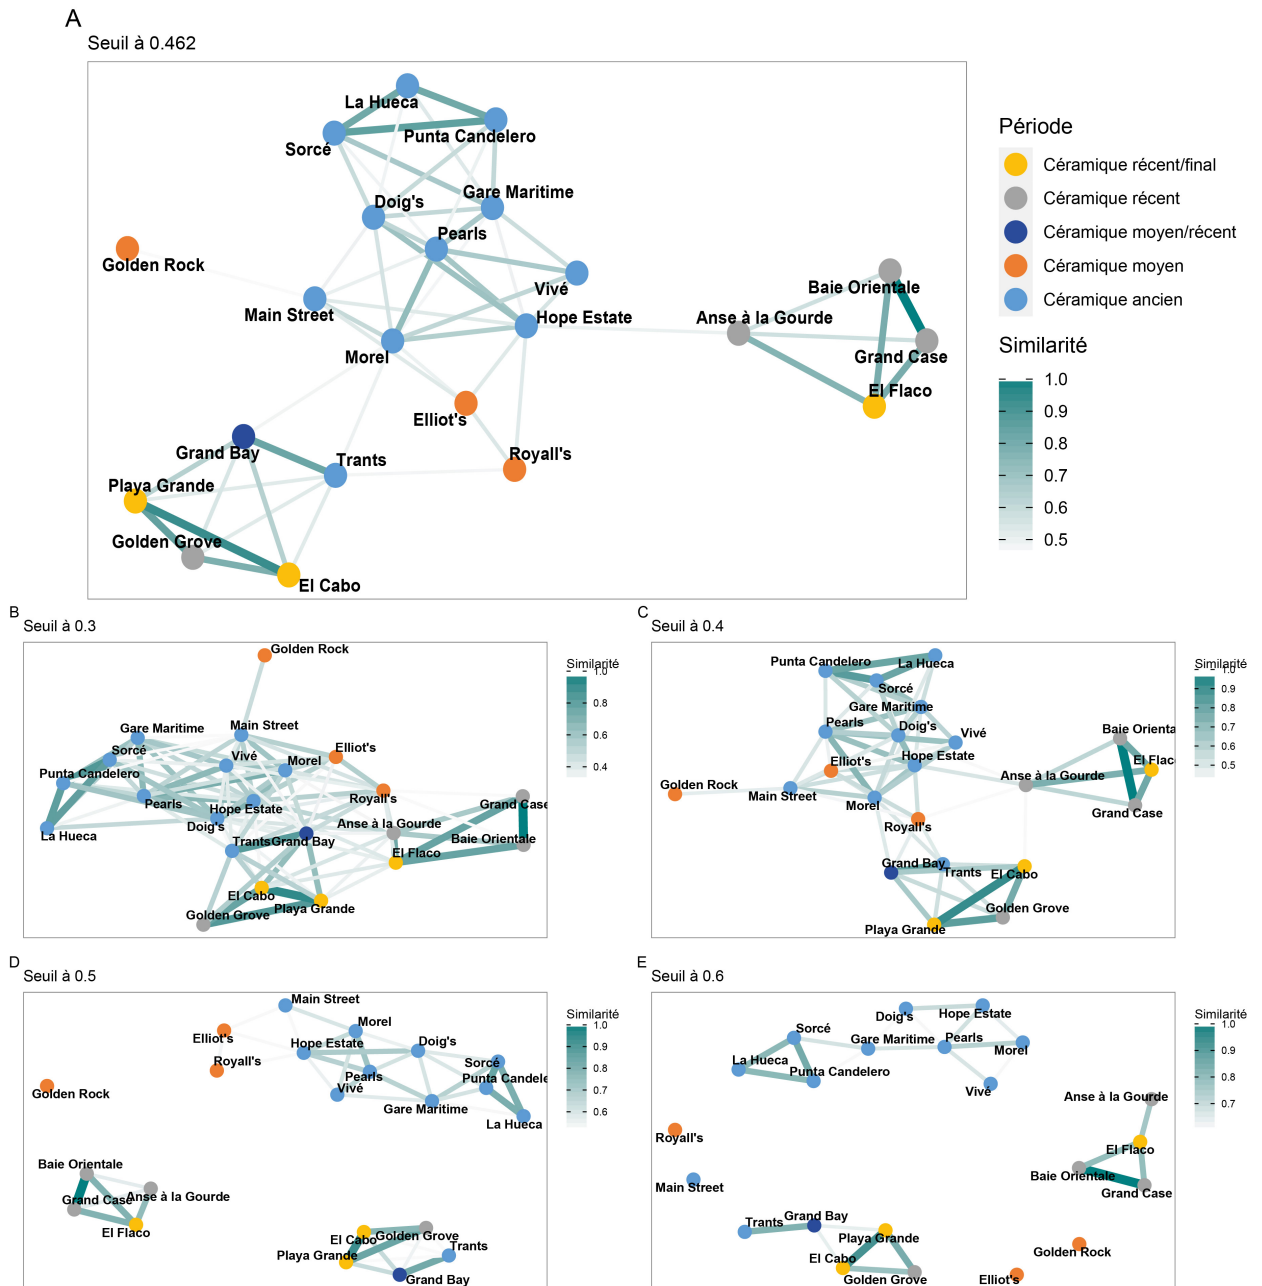 A
Seuil à 0.462
La Hueca
Punta Candelero
Sorcé
Gare Maritime
Doig's
Pearls
Golden Rock
Vivé
Main Street
Hope Estate
Morel
Baie Orientale
Anse à la Gourde
Grand Case
El Flaco
Elliot's
Grand Bay
Trants
Royall's
Playa Grande
Golden Grove
El Cabo
Période
Céramique récent/final
Céramique récent
Céramique moyen/récent
Céramique moyen
Céramique ancien
Similarité
1.0
0.9
0.8
0.7
0.6
0.5
B
Seuil à 0.3
Golden Rock
Gare Maritime
Main Street
Sorcé
Vivé
Elliot's
Morel
Punta Candelero
Pearls
Hope Estate
Royall's
Grand Case
La Hueca
Doig's
Anse à la Gourde
Trants
Grand Bay
Baie Orientale
El Flaco
El Cabo
Playa Grande
Golden Grove
Similarité
1.0
0.8
0.6
0.4
C
Seuil à 0.4
Punta Candelero
La Hueca
Sorcé
Gare Maritime
Pearls
Doig's
Vivé
Elliot's
Hope Estate
Baie Orienta
El Flac
Golden Rock
Main Street
Morel
Anse à la Gourde
Grand Case
Royall's
Grand Bay
Trants
El Cabo
Golden Grove
Playa Grande
Similarité
1.0
0.9
0.8
0.7
0.6
0.5
D
Seuil à 0.5
Main Street
Elliot's
Morel
Hope Estate
Doig's
Royall's
Sorcé
Pearls
Punta Candele
Vivé
Golden Rock
Gare Maritime
La Hueca
Baie Orientale
Grand Case
Anse à la Gourde
El Flaco
El Cabo
Golden Grove
Playa Grande
Trants
Grand Bay
Similarité
1.0
0.9
0.8
0.7
0.6
E
Seuil à 0.6
Doig's
Hope Estate
Sorcé
Gare Maritime
Pearls
Morel
La Hueca
Punta Candelero
Vivé
Anse à la Gourde
Royall's
El Flaco
Baie Orientale
Main Street
Grand Case
Trants
Grand Bay
Playa Grande
Golden Rock
El Cabo
Golden Grove
Elliot's
Similarité
1.0
0.9
0.8
0.7